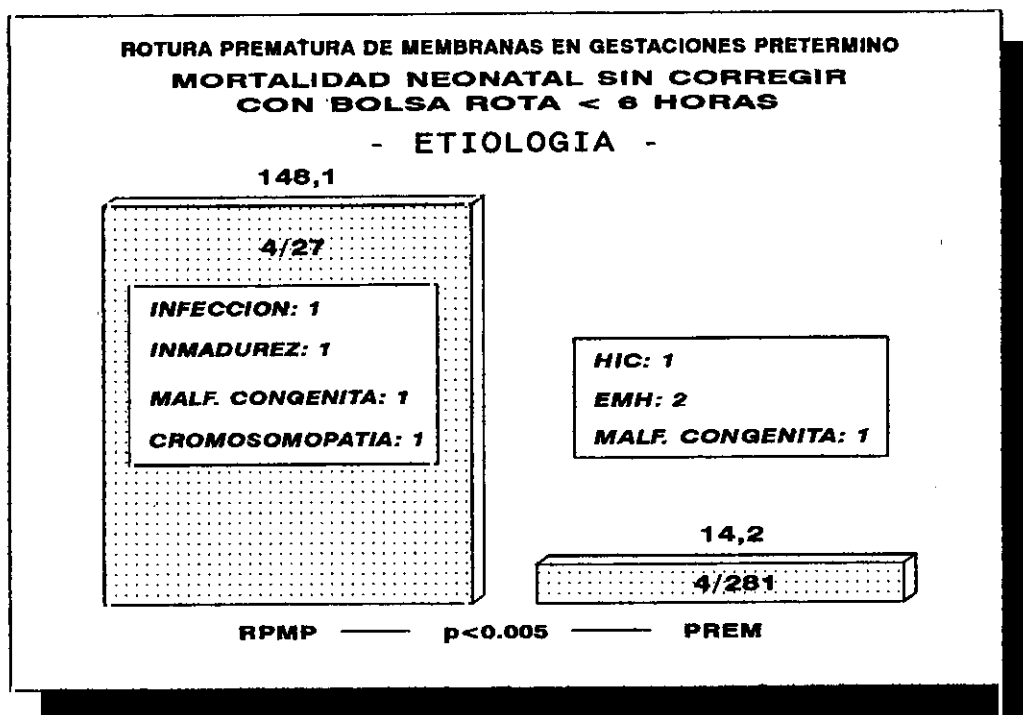 ROTURA PREMATURA DE MEMBRANAS EN GESTACIONES PRETERMINO
MORTALIDAD NEONATAL SIN CORREGIR
CON BOLSA ROTA < 6 HORAS
- ETIOLOGIA -
148,1
4/27
INFECCION: 1
INMADUREZ: 1
MALF. CONGENITA: 1
CROMOSOMOPATIA: 1
HIC: 1
EMH: 2
MALF. CONGENITA: 1
14,2
4/281
RPMP — p<0.005 — PREM